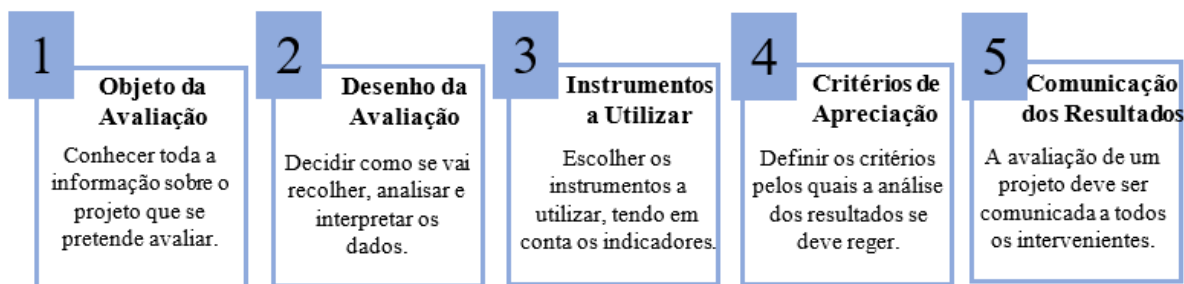 1
Objeto da
Avaliação
Conhecer toda a
informação sobre o
projeto que se
pretende avaliar.
2
Desenho da
Avaliação
Decidir como se vai
recolher, analisar e
interpretar os
dados.
3
Instrumentos
a Utilizar
Escolher os
instrumentos a
utilizar, tendo em
conta os indicadores.
4
Critérios de
Apreciação
Definir os critérios
pelos quais a análise
dos resultados se
deve reger.
5
Comunicação
dos Resultados
A avaliação de um
projeto deve ser
comunicada a todos
os intervenientes.